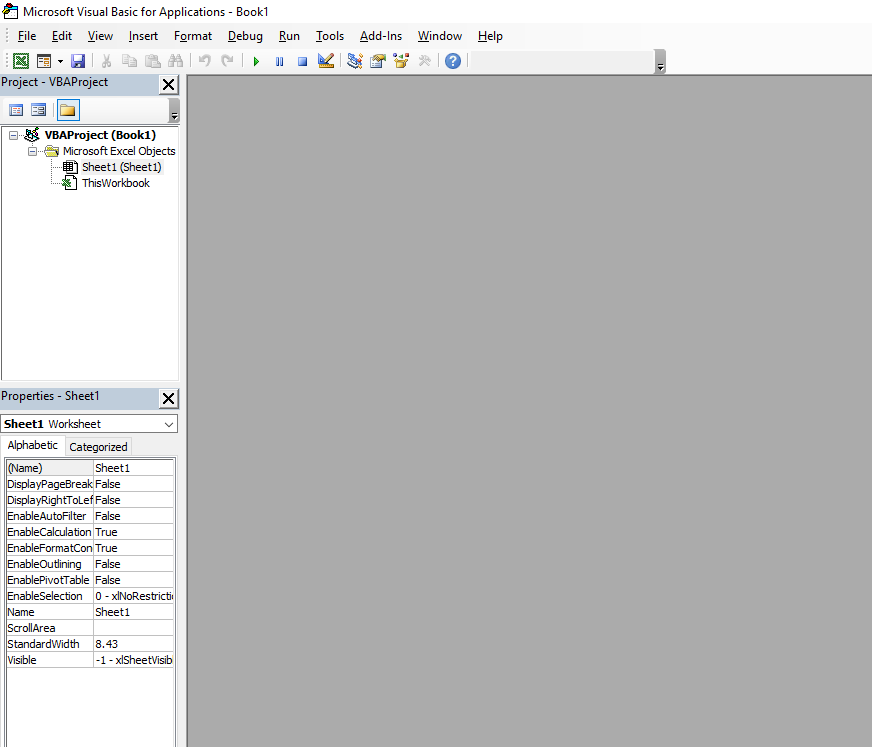 Microsoft Visual Basic for Applications - Book1
File Edit View Insert Format Debug Run Tools Add-Ins Window Help
Project - VBAProject
VBAProject (Book1)
Microsoft Excel Objects
Sheet1 (Sheet1)
ThisWorkbook
Properties - Sheet1
Sheet1 Worksheet
Alphabetic Categorized
(Name) Sheet1
DisplayPageBreak False
DisplayRightToLef False
EnableAutoFilter False
EnableCalculation True
EnableFormatCon True
EnableOutlining False
EnablePivotTable False
EnableSelection 0 - xlNoRestricti
Name Sheet1
ScrollArea
StandardWidth 8.43
Visible -1 - xlSheetVisib